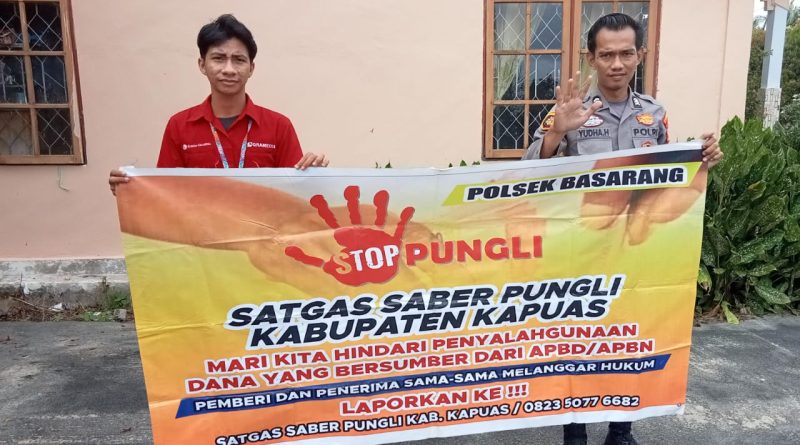 GRAMEDIA
YUDHA.H
POLRI
POLSEK BASARANG
STOP PUNGLI
SATGAS SABER PUNGLI
KABUPATEN KAPUAS
MARI KITA HINDARI PENYALAHGUNAAN
DANA YANG BERSUMBER DARI APBD/APBN
PEMBERI DAN PENERIMA SAMA-SAMA MELANGGAR HUKUM
LAPORKAN KE !!!
SATGAS SABER PUNGLI KAB. KAPUAS / 0823 5077 6682